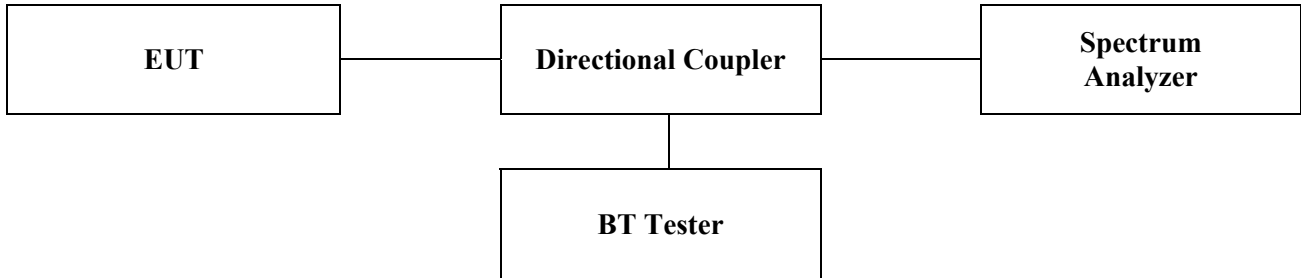 EUT
Directional Coupler
Spectrum
Analyzer
BT Tester